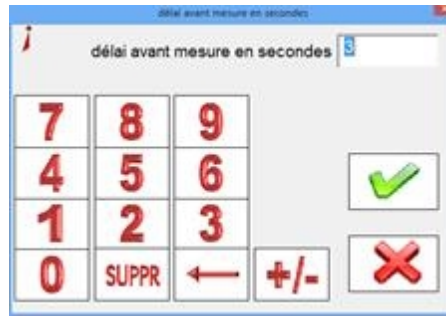 délai avant mesure en secondes
i
délai avant mesure en secondes 3
7 8 9
4 5 6
1 2 3
0 SUPPR ← +/-